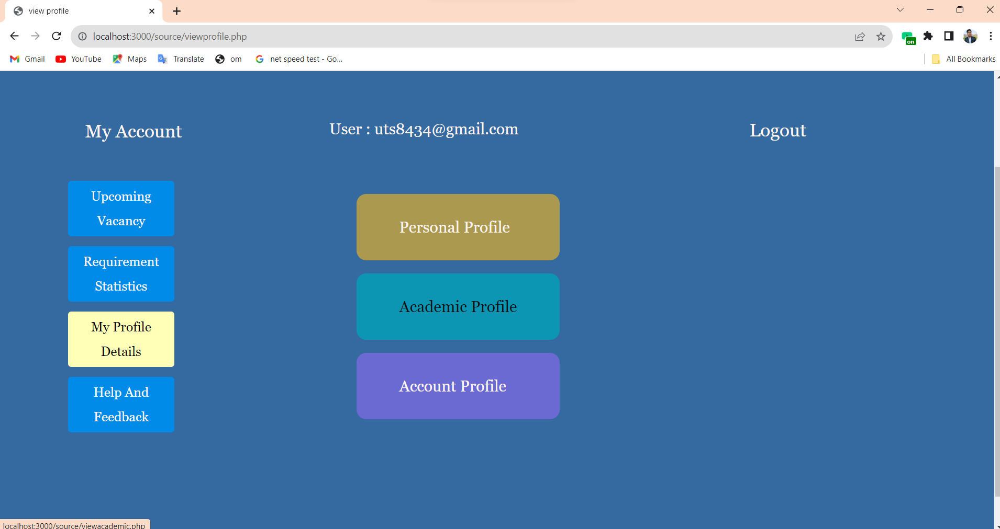 view profile
localhost:3000/source/viewprofile.php
on
Gmail YouTube Maps Translate om net speed test - Go... All Bookmarks
My Account User : uts8434@gmail.com Logout
Upcoming
Vacancy
Requirement
Statistics
My Profile
Details
Help And
Feedback
Personal Profile
Academic Profile
Account Profile
localhost:3000/source/viewacademic.php